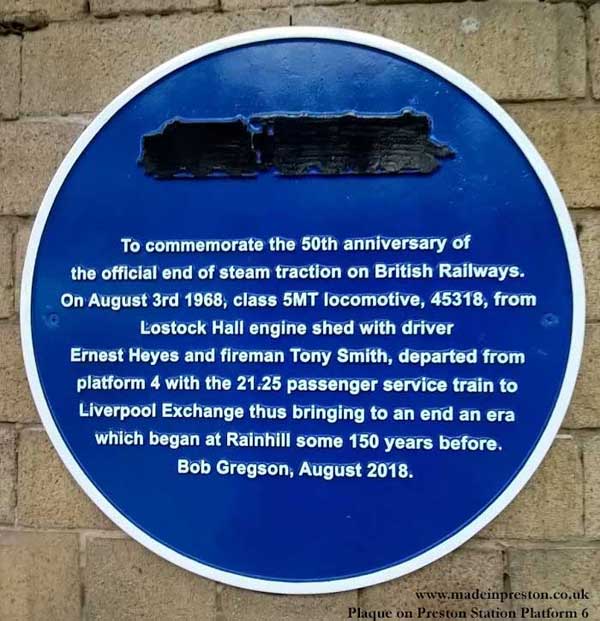 To commemorate the 50th anniversary of
the official end of steam traction on British Railways.
On August 3rd 1968, class 5MT locomotive, 45318, from
Lostock Hall engine shed with driver
Ernest Heyes and fireman Tony Smith, departed from
platform 4 with the 21.25 passenger service train to
Liverpool Exchange thus bringing to an end an era
which began at Rainhill some 150 years before.
Bob Gregson, August 2018.
www.madeinpreston.co.uk
Plaque on Preston Station Platform 6